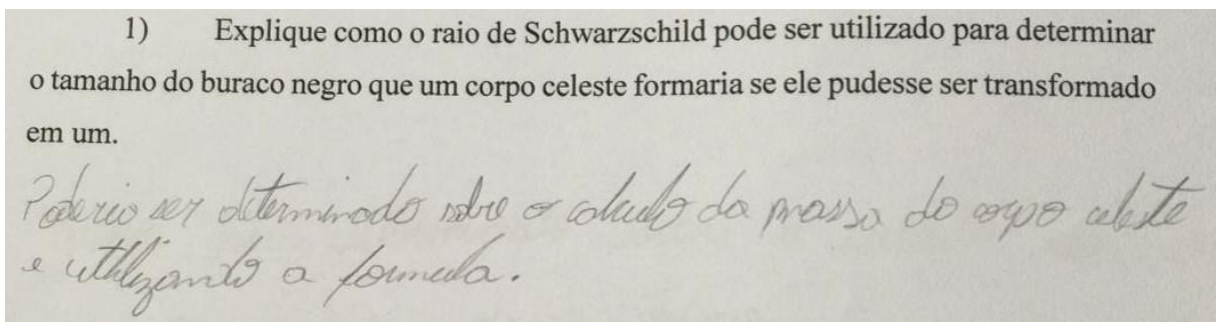 1) Explique como o raio de Schwarzschild pode ser utilizado para determinar
o tamanho do buraco negro que um corpo celeste formaria se ele pudesse ser transformado
em um.
Poderia ser determinado sobre o calculo da massa do corpo celeste
e utilizando a formula.